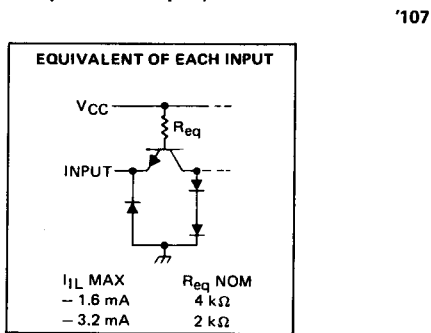 '107
EQUIVALENT OF EACH INPUT
VCC
Req
INPUT
IIL MAX Req NOM
– 1.6 mA 4 kΩ
– 3.2 mA 2 kΩ